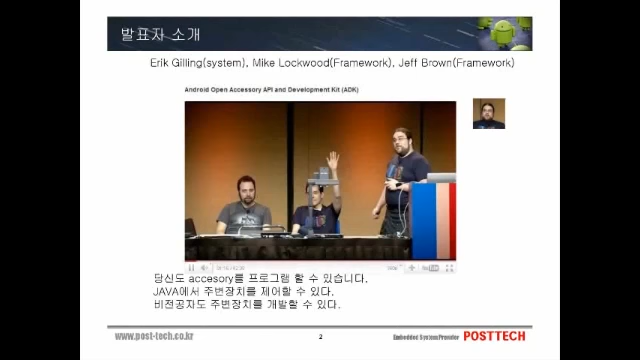 발표자 소개
Erik Gilling(system), Mike Lockwood(Framework), Jeff Brown(Framework)
Android Open Accessory API and Development Kit (ADK)
당신도 accesory를 프로그램 할 수 있습니다.
JAVA에서 주변장치를 제어할 수 있다.
비전공자도 주변장치를 개발할 수 있다.
www.post-tech.co.kr
2
Embedded System Provider POSTTECH